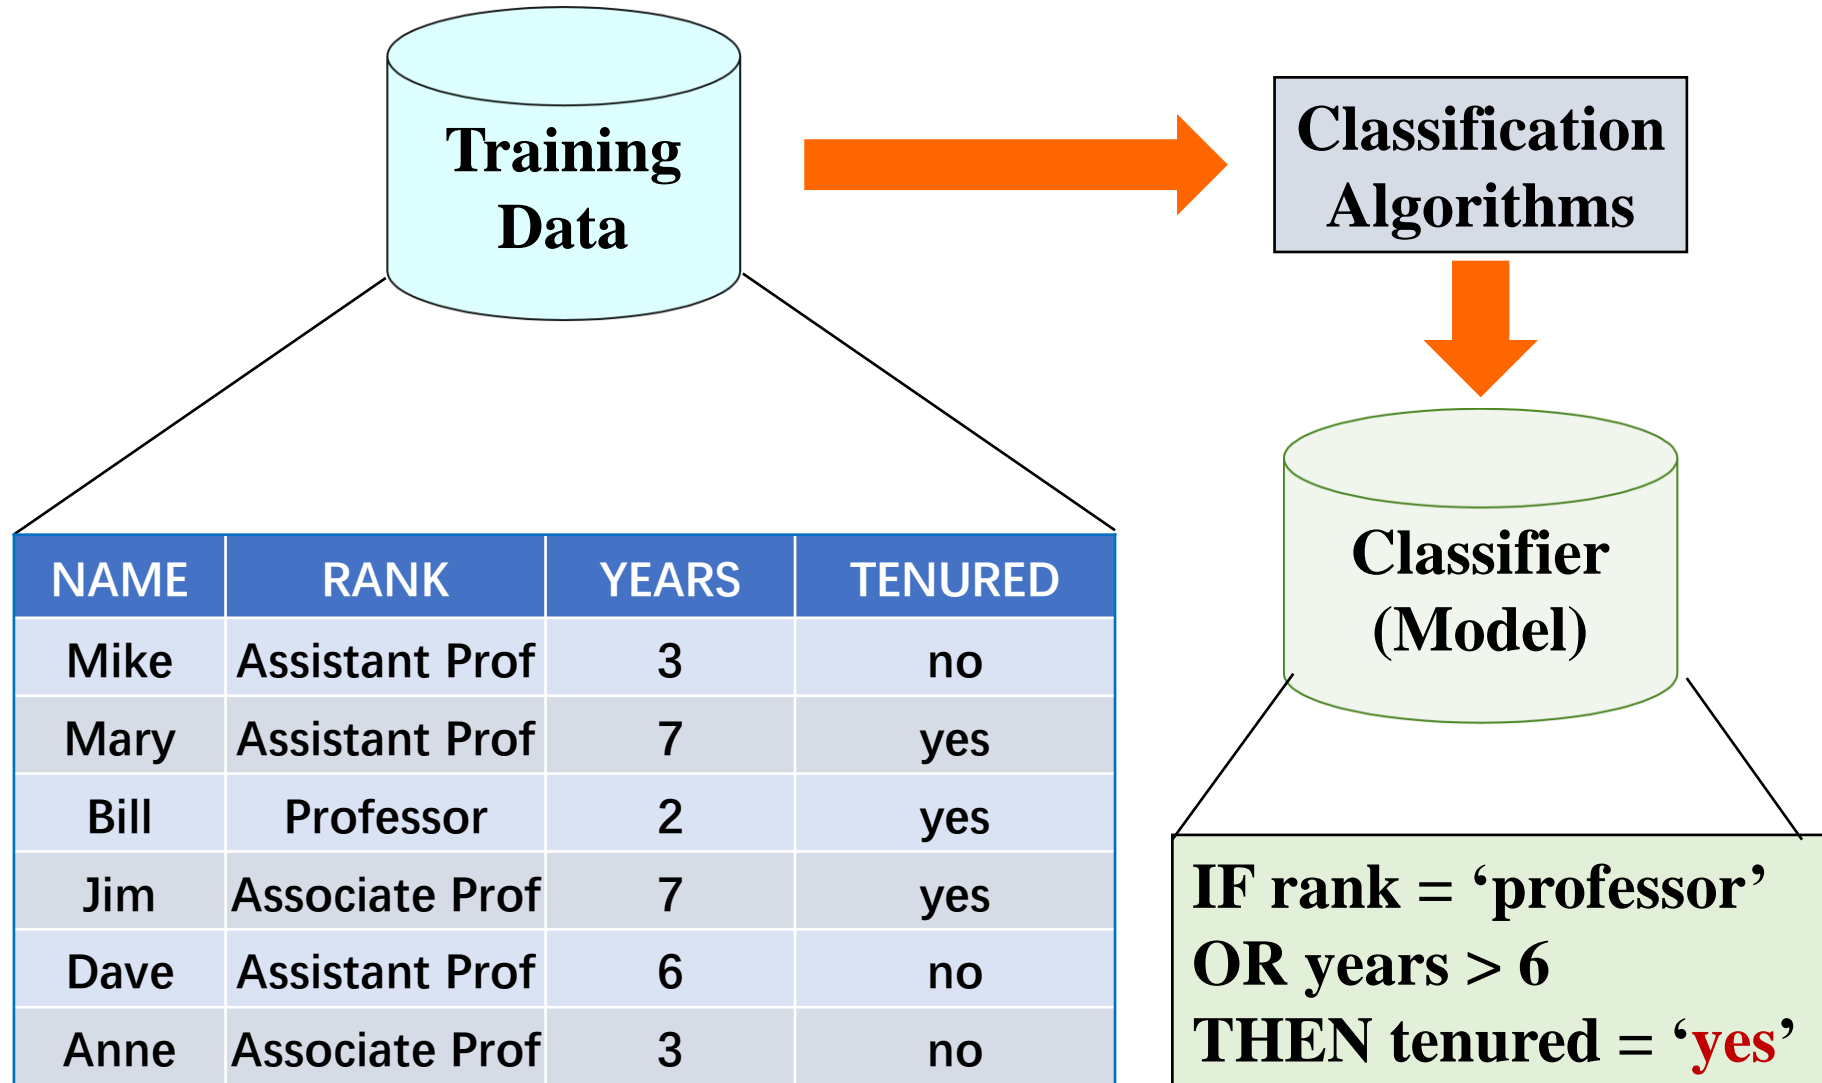 Training
Data
Classification
Algorithms
Classifier
(Model)
NAME RANK YEARS TENURED
Mike Assistant Prof 3 no
Mary Assistant Prof 7 yes
Bill Professor 2 yes
Jim Associate Prof 7 yes
Dave Assistant Prof 6 no
Anne Associate Prof 3 no
IF rank = ‘professor’
OR years > 6
THEN tenured = ‘yes’